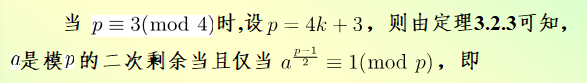 当 p ≡ 3(mod 4)时,设 p = 4k + 3，则由定理3.2.3可知，
a是模p的二次剩余当且仅当 a^{\frac{p-1}{2}} ≡ 1(mod p)，即